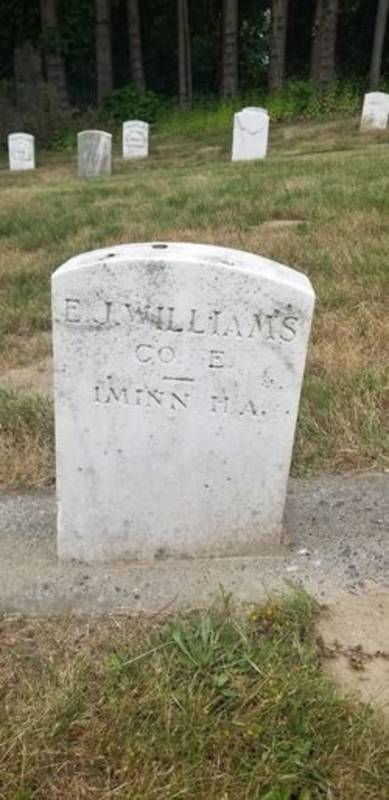 E.J. WILLIAMS
CO. E.
1 MINN H.A.